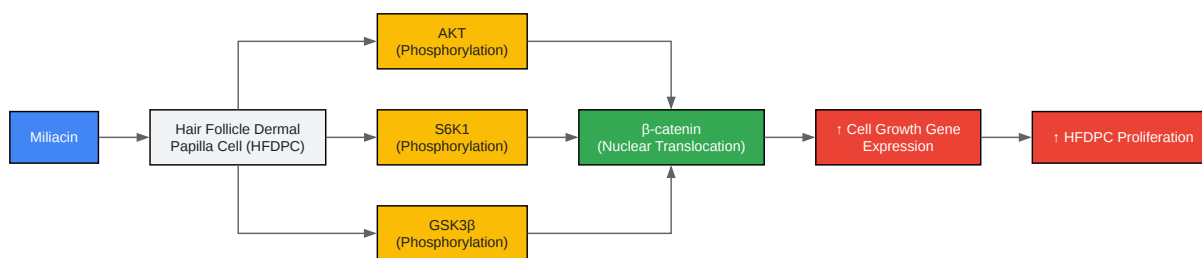 Miliacin
Hair Follicle Dermal
Papilla Cell (HFDPC)
AKT
(Phosphorylation)
S6K1
(Phosphorylation)
GSK3β
(Phosphorylation)
β-catenin
(Nuclear Translocation)
↑ Cell Growth Gene
Expression
↑ HFDPC Proliferation